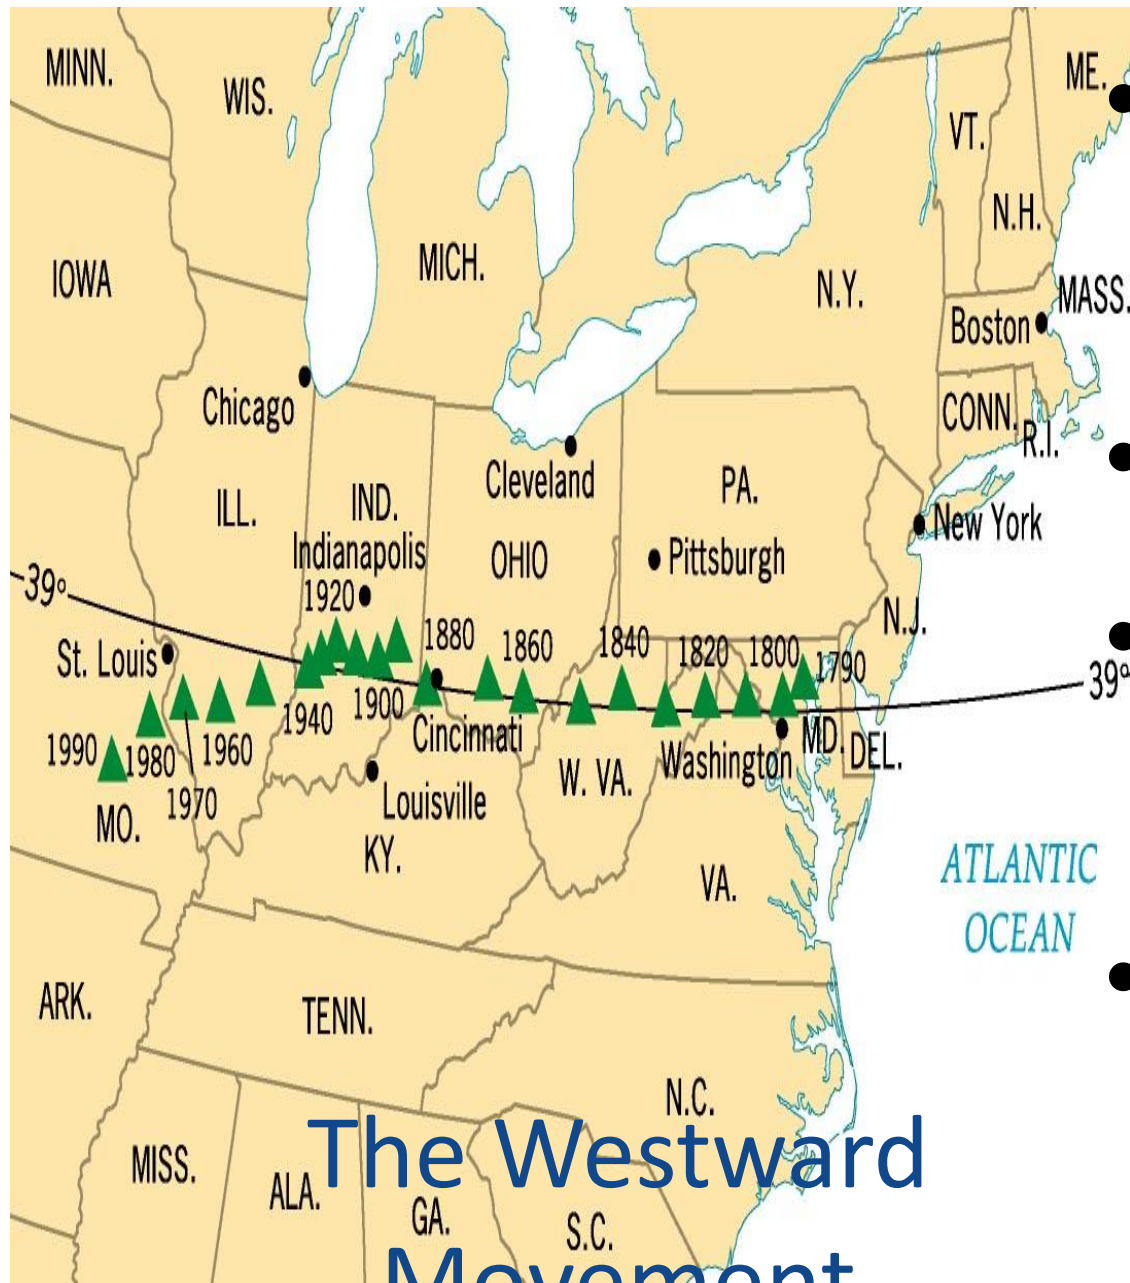 MINN.
WIS.
ME.
VT.
N.H.
IOWA
MICH.
N.Y.
MASS.
Boston
Chicago
CONN.
R.I.
Cleveland
ILL.
IND.
PA.
New York
Indianapolis
OHIO
Pittsburgh
39°
1920
N.J.
St. Louis
1880
1860
1840
1820
1800
1790
39°
1940
1900
Cincinnati
1990
1980
1960
Washington
MD.
DEL.
W. VA.
1970
Louisville
MO.
KY.
VA.
ATLANTIC
OCEAN
ARK.
TENN.
N.C.
MISS.
ALA.
GA.
S.C.
The Westward
Movement